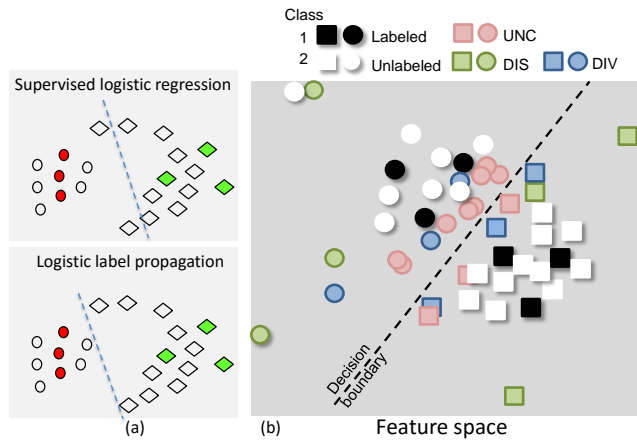 Class
1 Labeled UNC
2 Unlabeled DIS DIV
Supervised logistic regression
Logistic label propagation
(a)
Decision
boundary
(b) Feature space